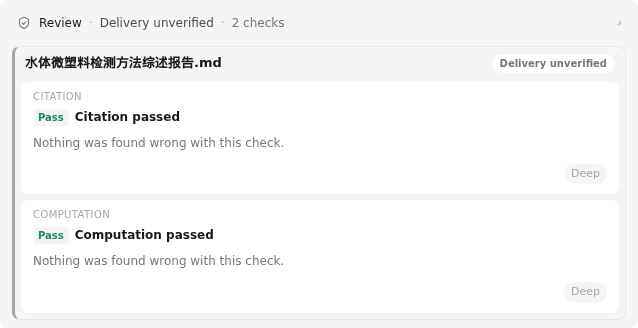 Review · Delivery unverified · 2 checks
水体微塑料检测方法综述报告.md
Delivery unverified
CITATION
Pass Citation passed
Nothing was found wrong with this check.
Deep
COMPUTATION
Pass Computation passed
Nothing was found wrong with this check.
Deep